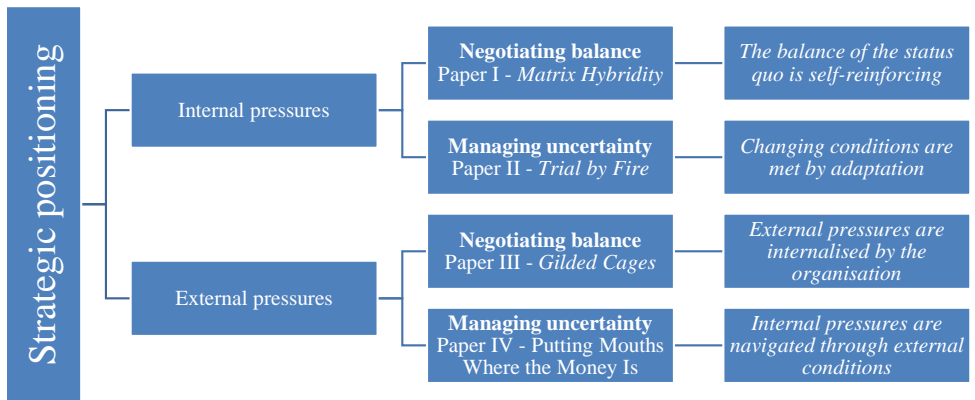 Strategic positioning
Internal pressures
Negotiating balance
Paper I - Matrix Hybridity
The balance of the status
quo is self-reinforcing
Managing uncertainty
Paper II - Trial by Fire
Changing conditions are
met by adaptation
External pressures
Negotiating balance
Paper III - Gilded Cages
External pressures are
internalised by the
organisation
Managing uncertainty
Paper IV - Putting Mouths
Where the Money Is
Internal pressures are
navigated through external
conditions